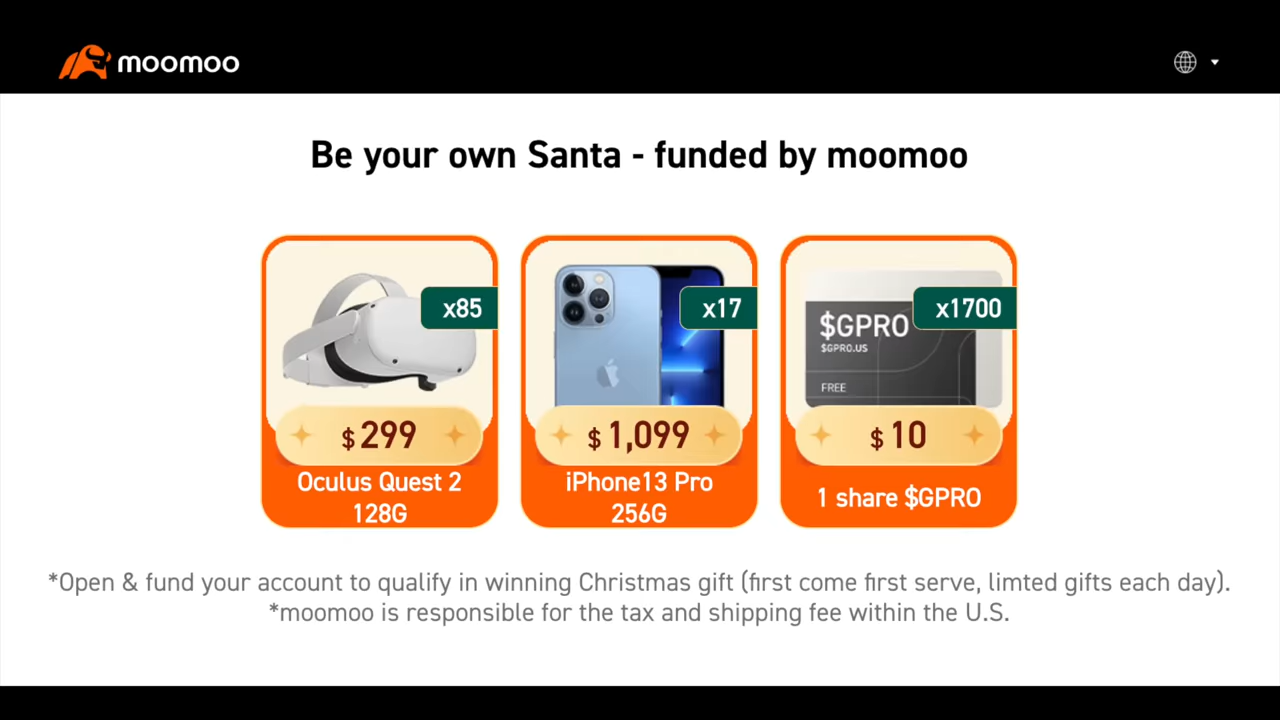 moomoo
Be your own Santa - funded by moomoo
x85
$ 299
Oculus Quest 2
128G
x17
$ 1,099
iPhone13 Pro
256G
x1700
$GPRO
$GPRO.US
FREE
$ 10
1 share $GPRO
*Open & fund your account to qualify in winning Christmas gift (first come first serve, limted gifts each day).
*moomoo is responsible for the tax and shipping fee within the U.S.